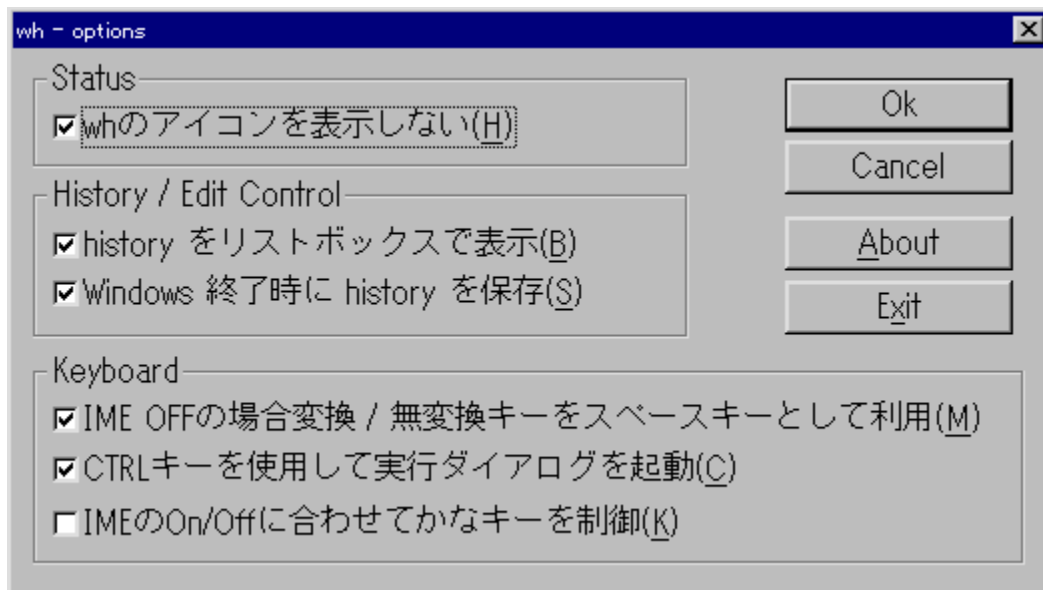 wh - options
Status
whのアイコンを表示しない(H)
Ok
Cancel
History / Edit Control
history をリストボックスで表示(B)
Windows 終了時に history を保存(S)
About
Exit
Keyboard
IME OFFの場合変換 / 無変換キーをスペースキーとして利用(M)
CTRLキーを使用して実行ダイアログを起動(C)
IMEのOn/Offに合わせてかなキーを制御(K)